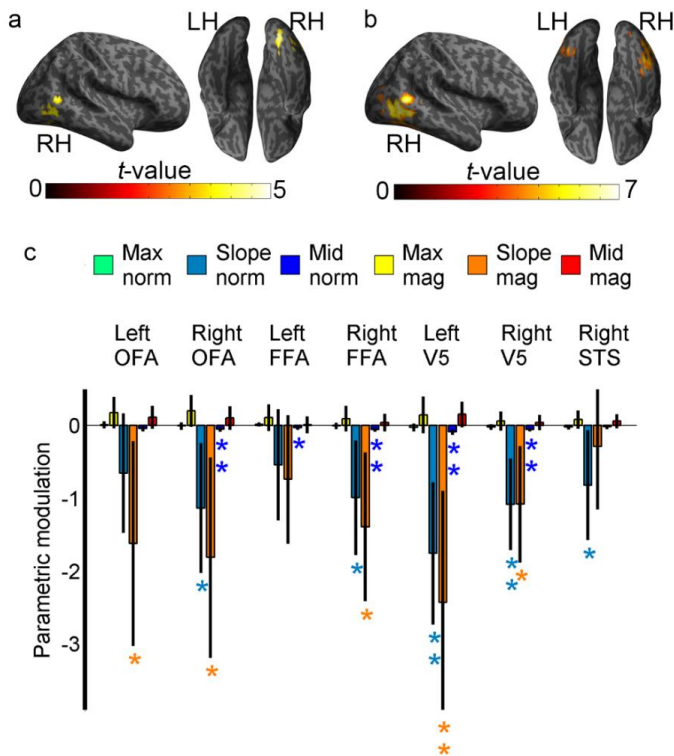 a LH RH b LH RH
RH RH
t-value t-value
0 5 0 7
c Max norm Slope norm Mid norm Max mag Slope mag Mid mag
Left OFA Right OFA Left FFA Right FFA Left V5 Right V5 Right STS
0
* * * * * * * *
-1
Parametric modulation
* * * * * *
-2
* *
-3
* *
* *